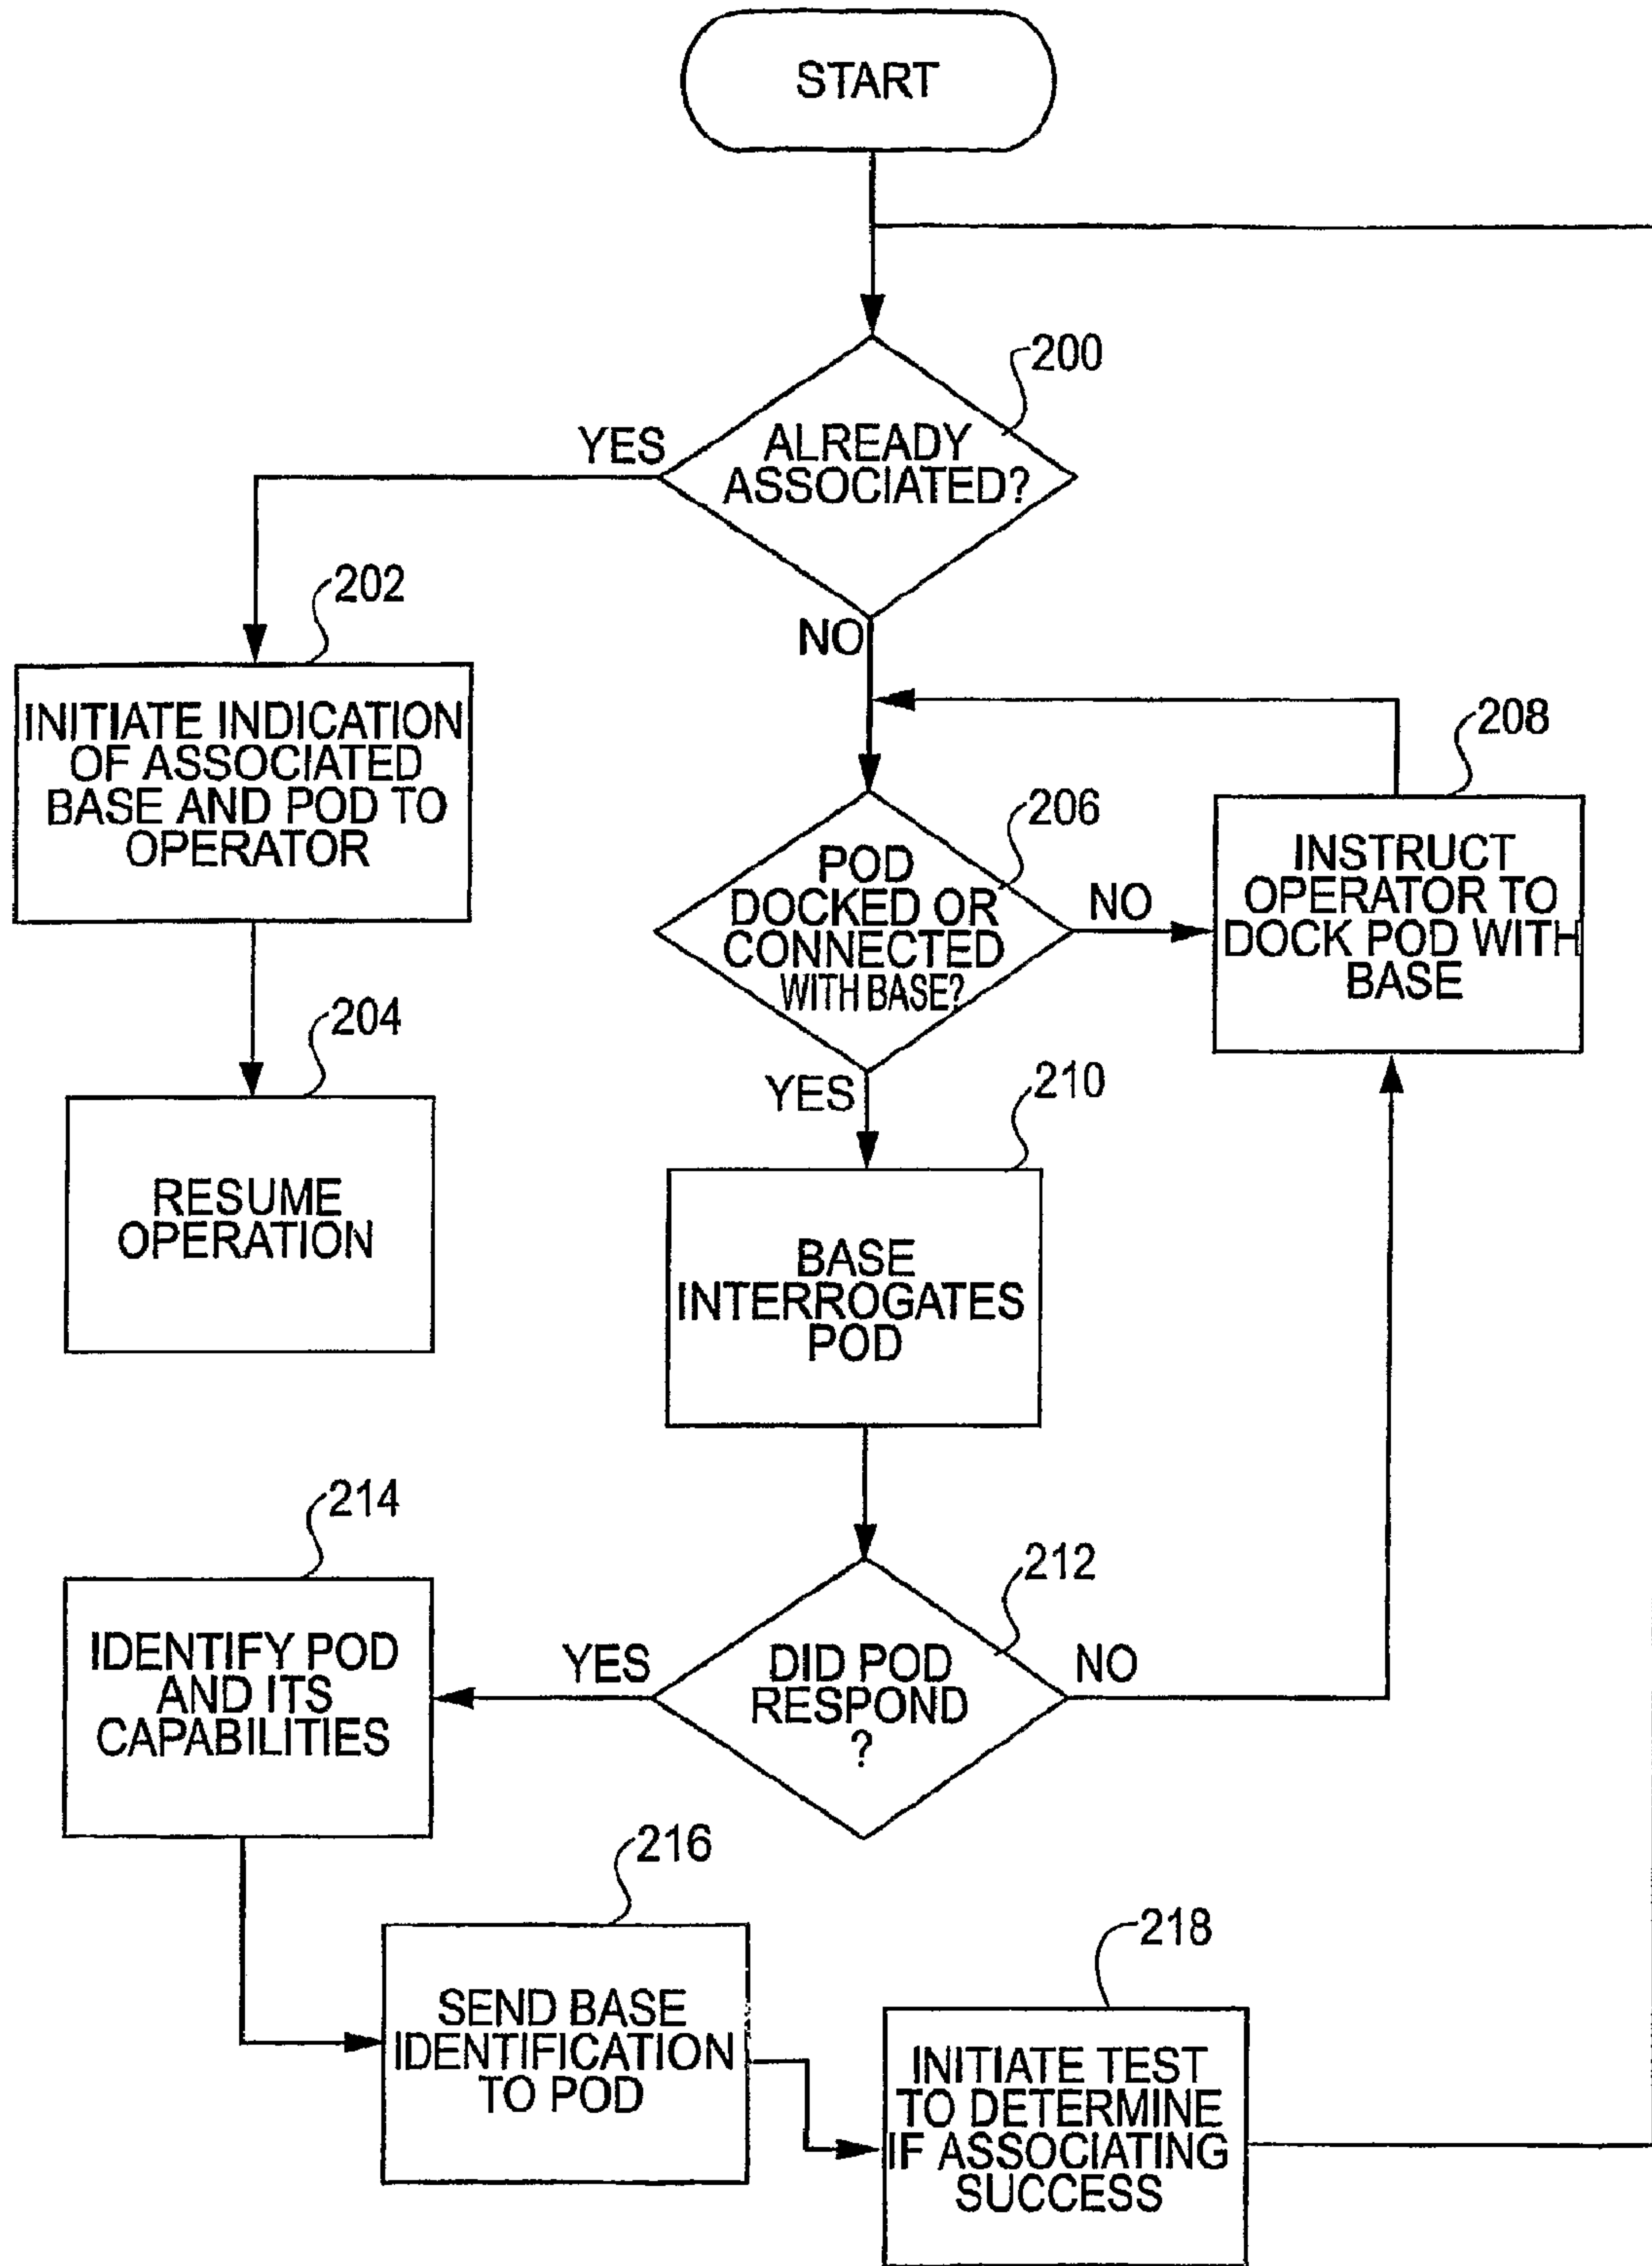 START
200
ALREADY
ASSOCIATED?
YES
NO
202
INITIATE INDICATION
OF ASSOCIATED
BASE AND POD TO
OPERATOR
204
RESUME
OPERATION
206
POD
DOCKED OR
CONNECTED
WITH BASE?
NO
YES
208
INSTRUCT
OPERATOR TO
DOCK POD WITH
BASE
210
BASE
INTERROGATES
POD
212
DID POD
RESPOND
?
YES
NO
214
IDENTIFY POD
AND ITS
CAPABILITIES
216
SEND BASE
IDENTIFICATION
TO POD
218
INITIATE TEST
TO DETERMINE
IF ASSOCIATING
SUCCESS